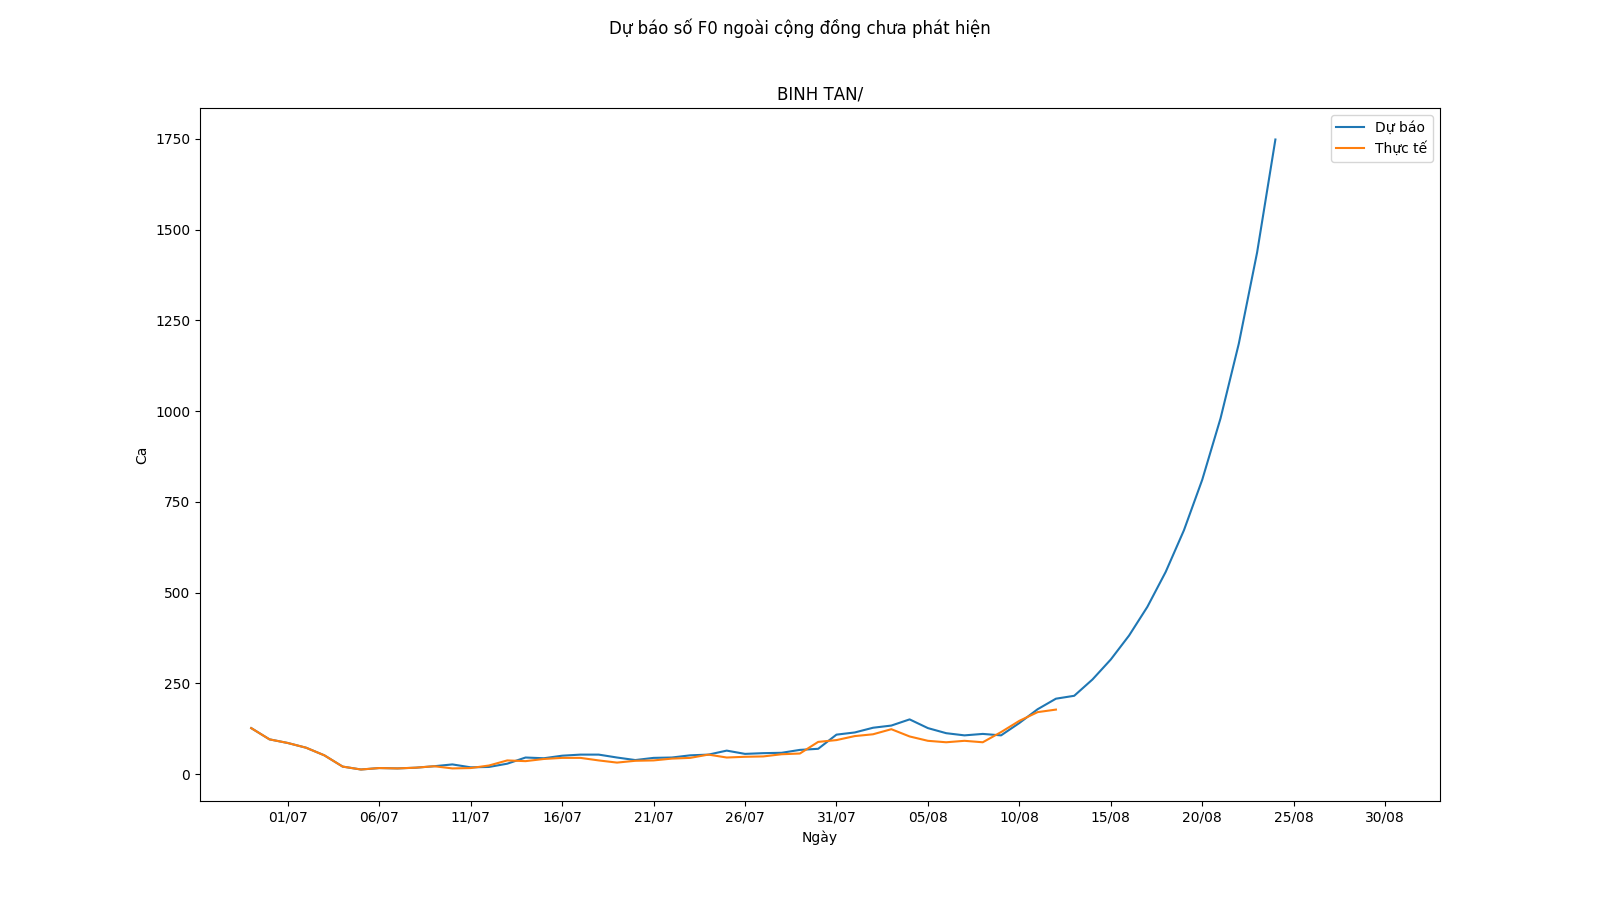 Dự báo số F0 ngoài cộng đồng chưa phát hiện
BINH TAN/
Dự báo
Thực tế
1750
1500
1250
1000
750
500
250
0
Ca
01/07 06/07 11/07 16/07 21/07 26/07 31/07 05/08 10/08 15/08 20/08 25/08 30/08
Ngày